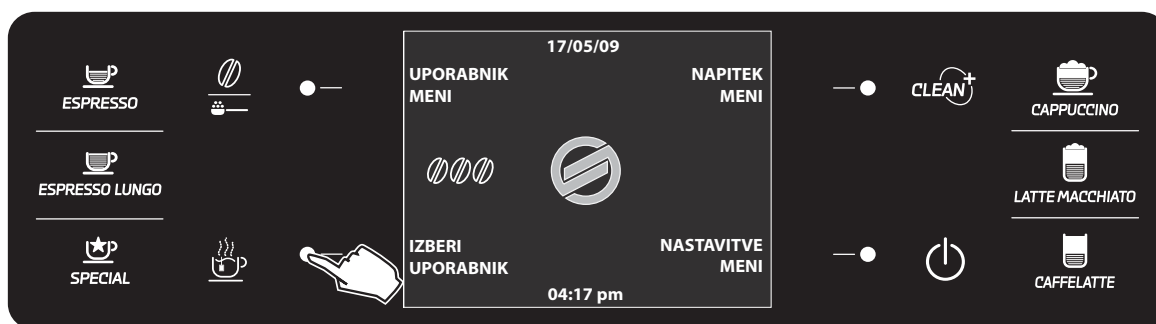 ESPRESSO
ESPRESSO LUNGO
SPECIAL
17/05/09
UPORABNIK
MENI
NAPITEK
MENI
IZBERI
UPORABNIK
NASTAVITVE
MENI
04:17 pm
CLEAN+
CAPPUCCINO
LATTE MACCHIATO
CAFFELATTE